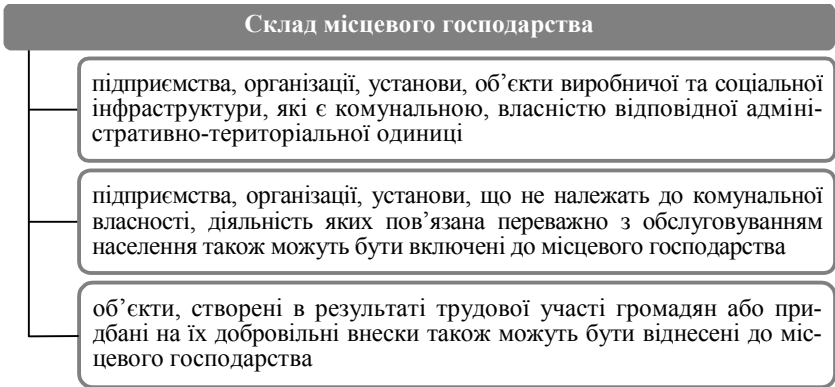 Склад місцевого господарства
підприємства, організації, установи, об’єкти виробничої та соціальної
інфраструктури, які є комунальною, власністю відповідної адміні-
стративно-територіальної одиниці
підприємства, організації, установи, що не належать до комунальної
власності, діяльність яких пов’язана переважно з обслуговуванням
населення також можуть бути включені до місцевого господарства
об’єкти, створені в результаті трудової участі громадян або при-
дбані на їх добровільні внески також можуть бути віднесені до міс-
цевого господарства